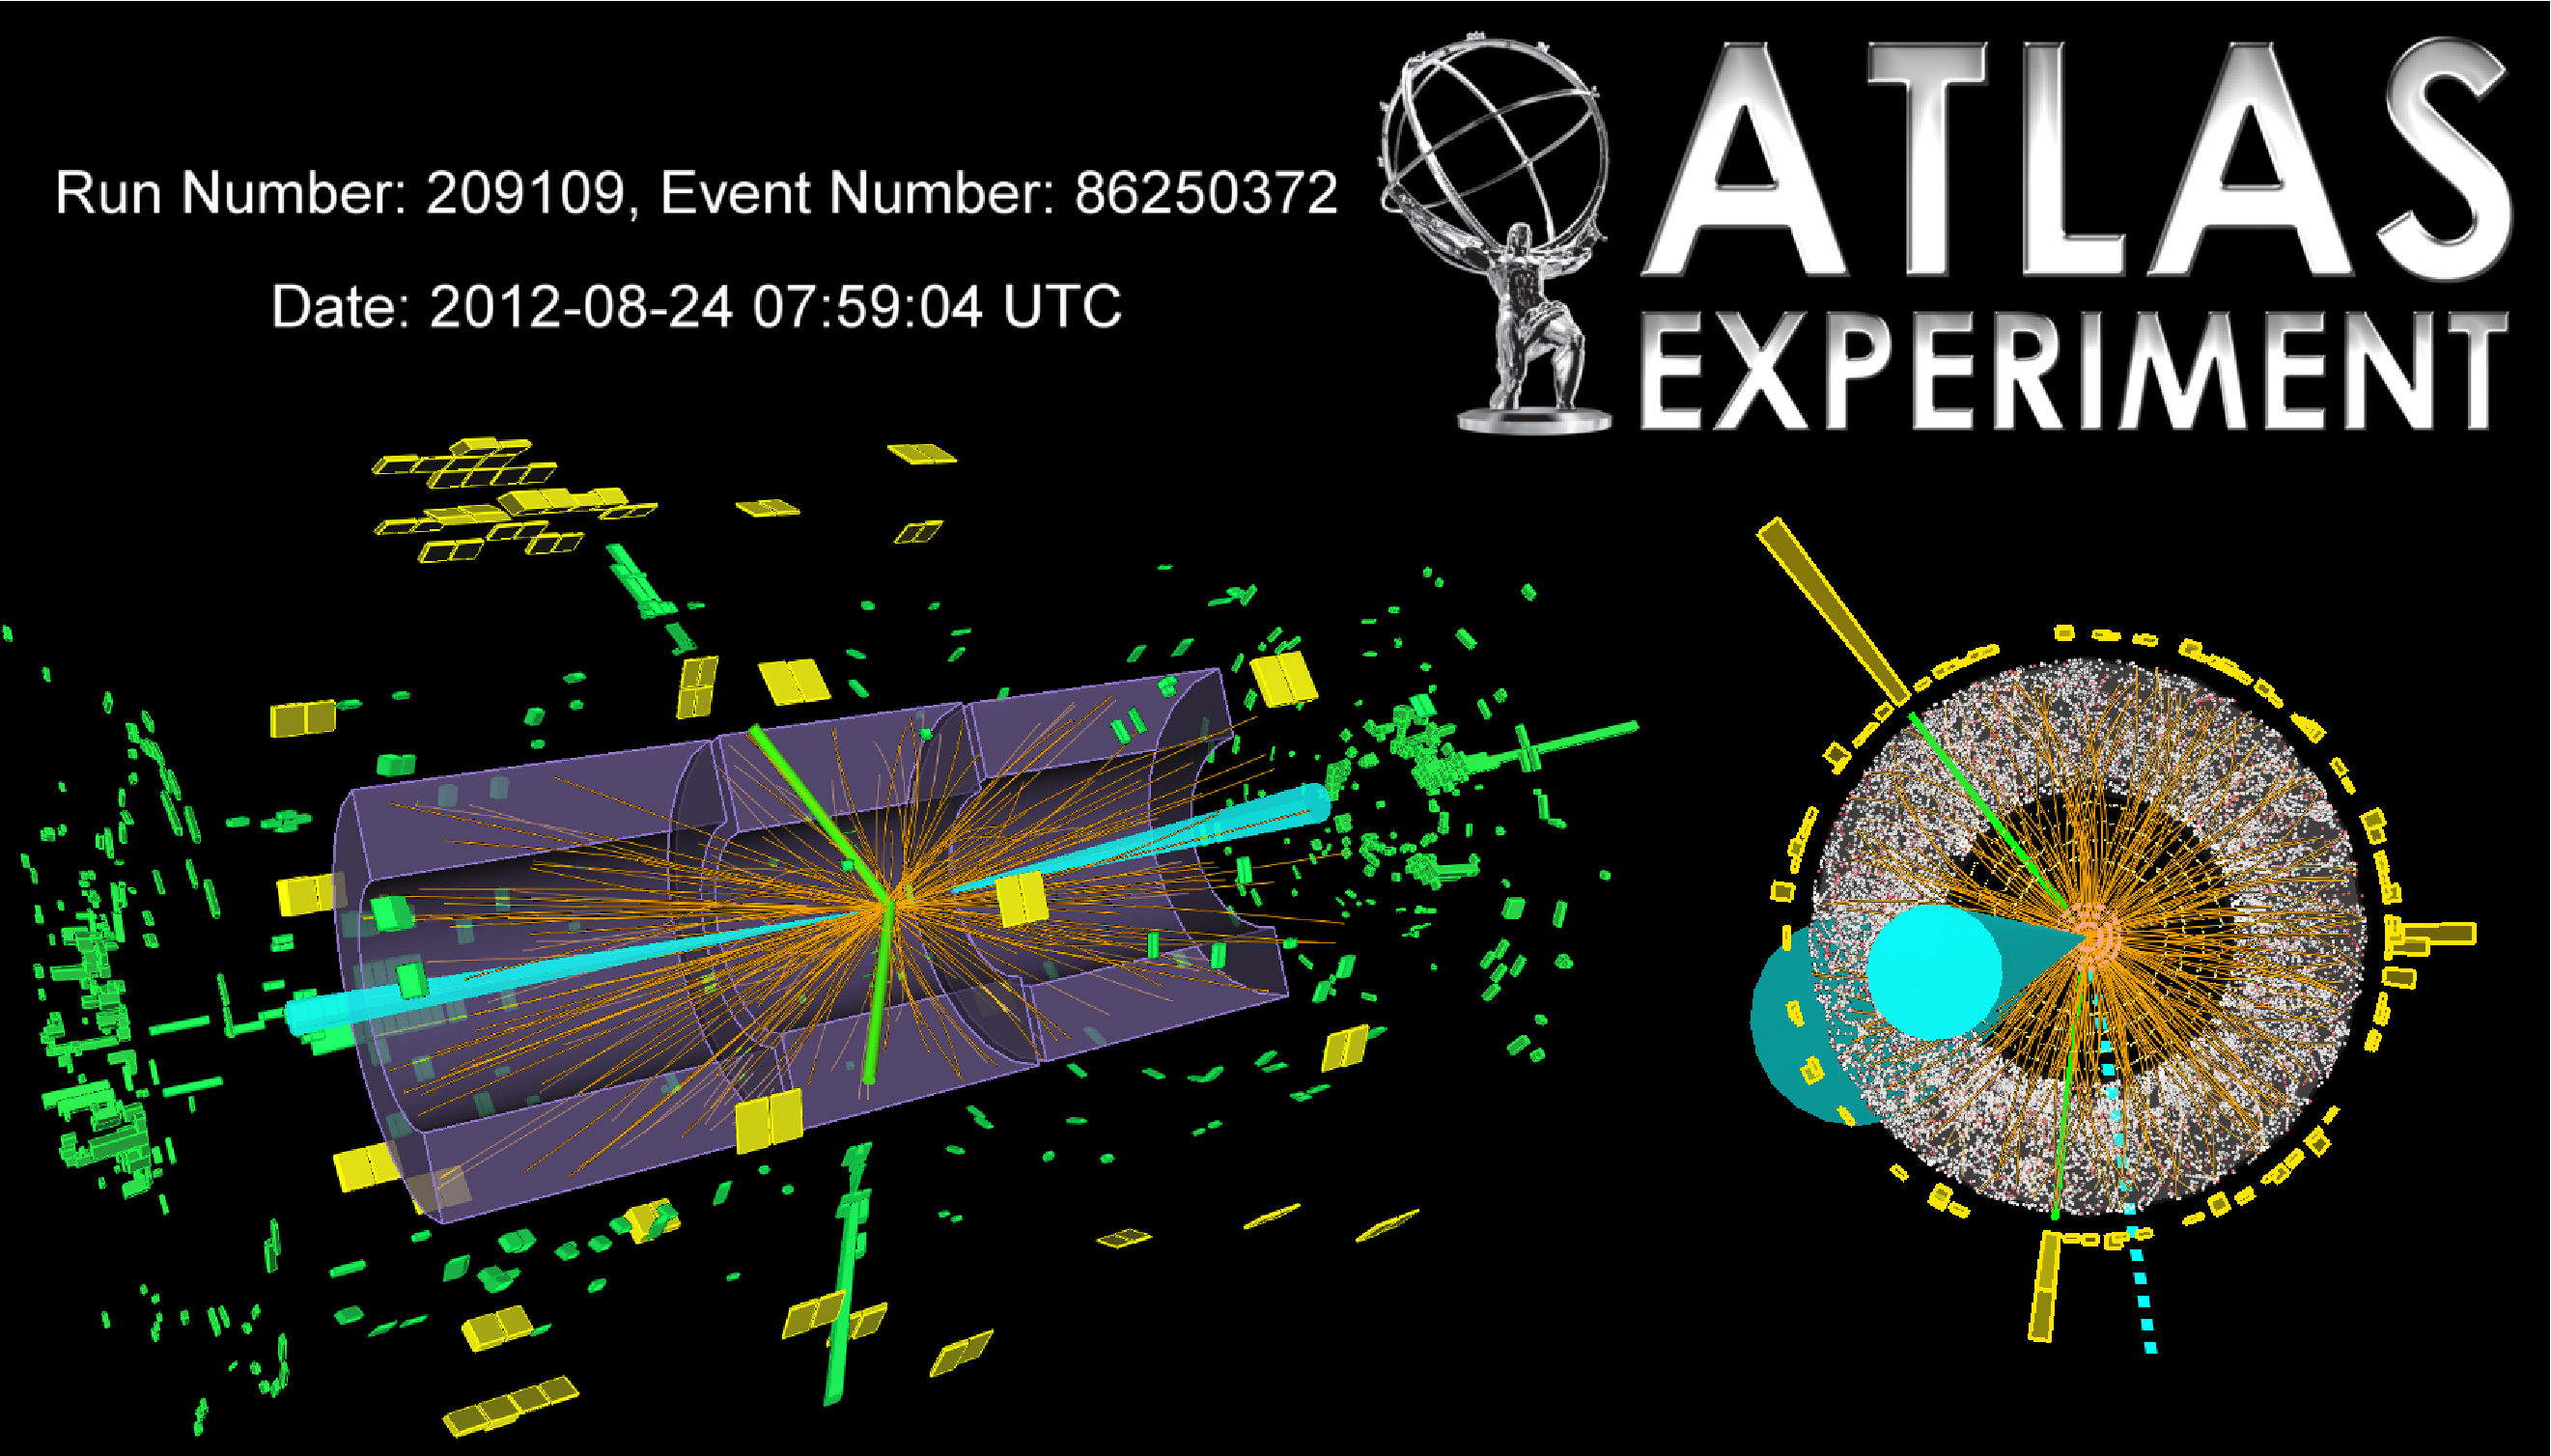 ATLAS
EXPERIMENT
Run Number: 209109, Event Number: 86250372
Date: 2012-08-24 07:59:04 UTC